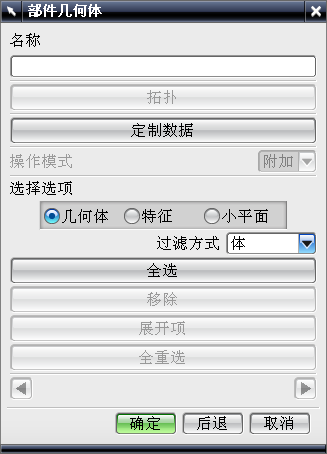 部件几何体
名称
拓扑
定制数据
操作模式 附加
选择选项
几何体 特征 小平面
过滤方式 体
全选
移除
展开项
全重选
确定 后退 取消